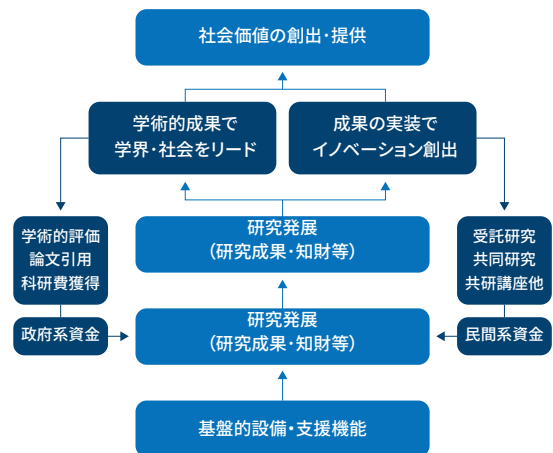 社会価値の創出・提供
学術的成果で
学界・社会をリード
成果の実装で
イノベーション創出
学術的評価
論文引用
科研費獲得
研究発展
（研究成果・知財等）
受託研究
共同研究
共研講座他
政府系資金
研究発展
（研究成果・知財等）
民間系資金
基盤的設備・支援機能